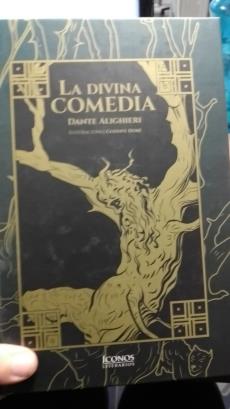 LA DIVINA
COMEDIA
DANTE ALIGHIERI
ILUSTRACIONES GUSTAVE DORÉ
ICONOS
LITERARIOS